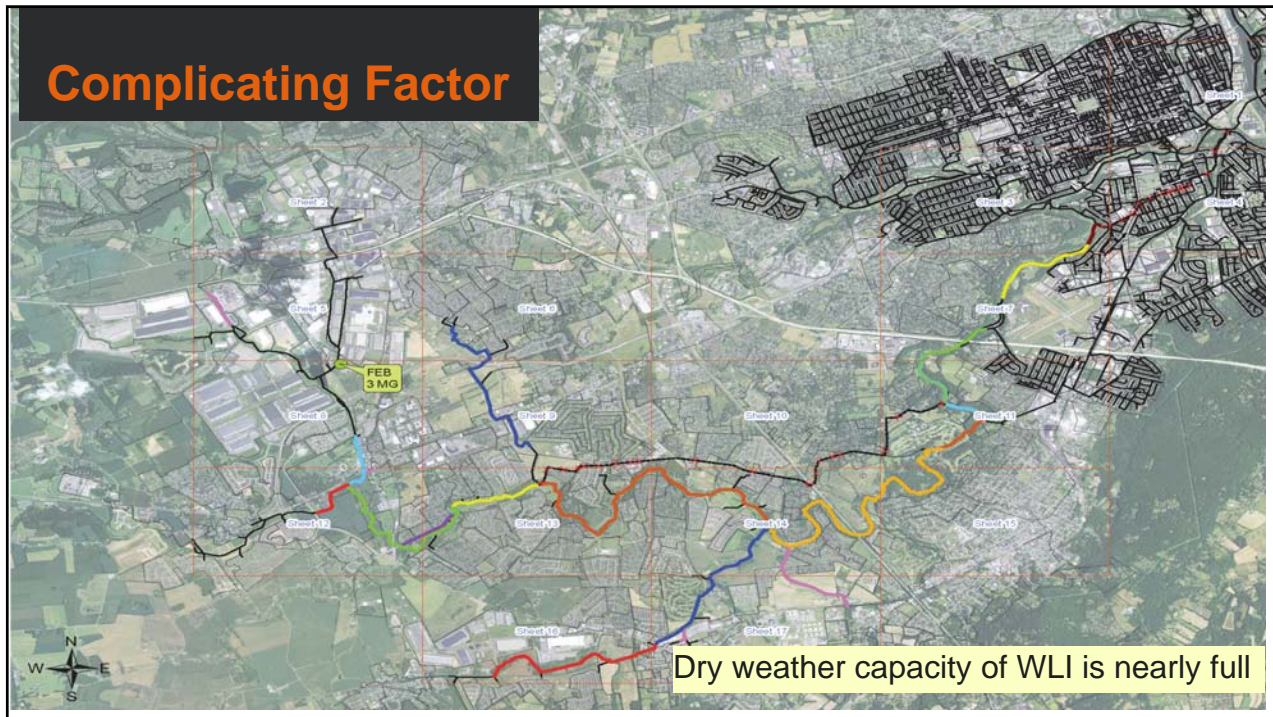 Complicating Factor
Sheet 1
Sheet 2
Sheet 3
Sheet 4
Sheet 5
Sheet 6
Sheet 7
FEB
3 MG
Sheet 8
Sheet 9
Sheet 10
Sheet 11
Sheet 12
Sheet 13
Sheet 14
Sheet 15
Sheet 16
Sheet 17
N
W E
S
Dry weather capacity of WLI is nearly full